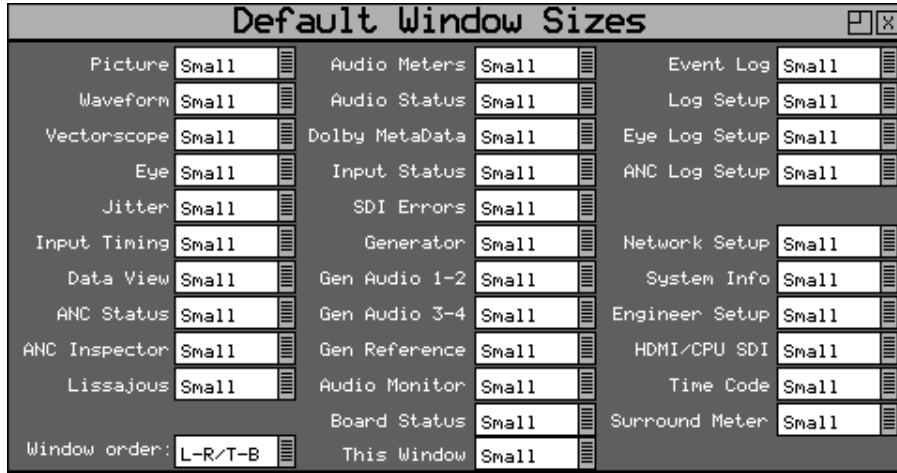 Default Window Sizes
Picture Small Audio Meters Small Event Log Small
Waveform Small Audio Status Small Log Setup Small
Vectorscope Small Dolby MetaData Small Eye Log Setup Small
Eye Small Input Status Small ANC Log Setup Small
Jitter Small SDI Errors Small
Input Timing Small Generator Small Network Setup Small
Data View Small Gen Audio 1-2 Small System Info Small
ANC Status Small Gen Audio 3-4 Small Engineer Setup Small
ANC Inspector Small Gen Reference Small HDMI/CPU SDI Small
Lissajous Small Audio Monitor Small Time Code Small
Board Status Small Surround Meter Small
Window order: L-R/T-B This Window Small